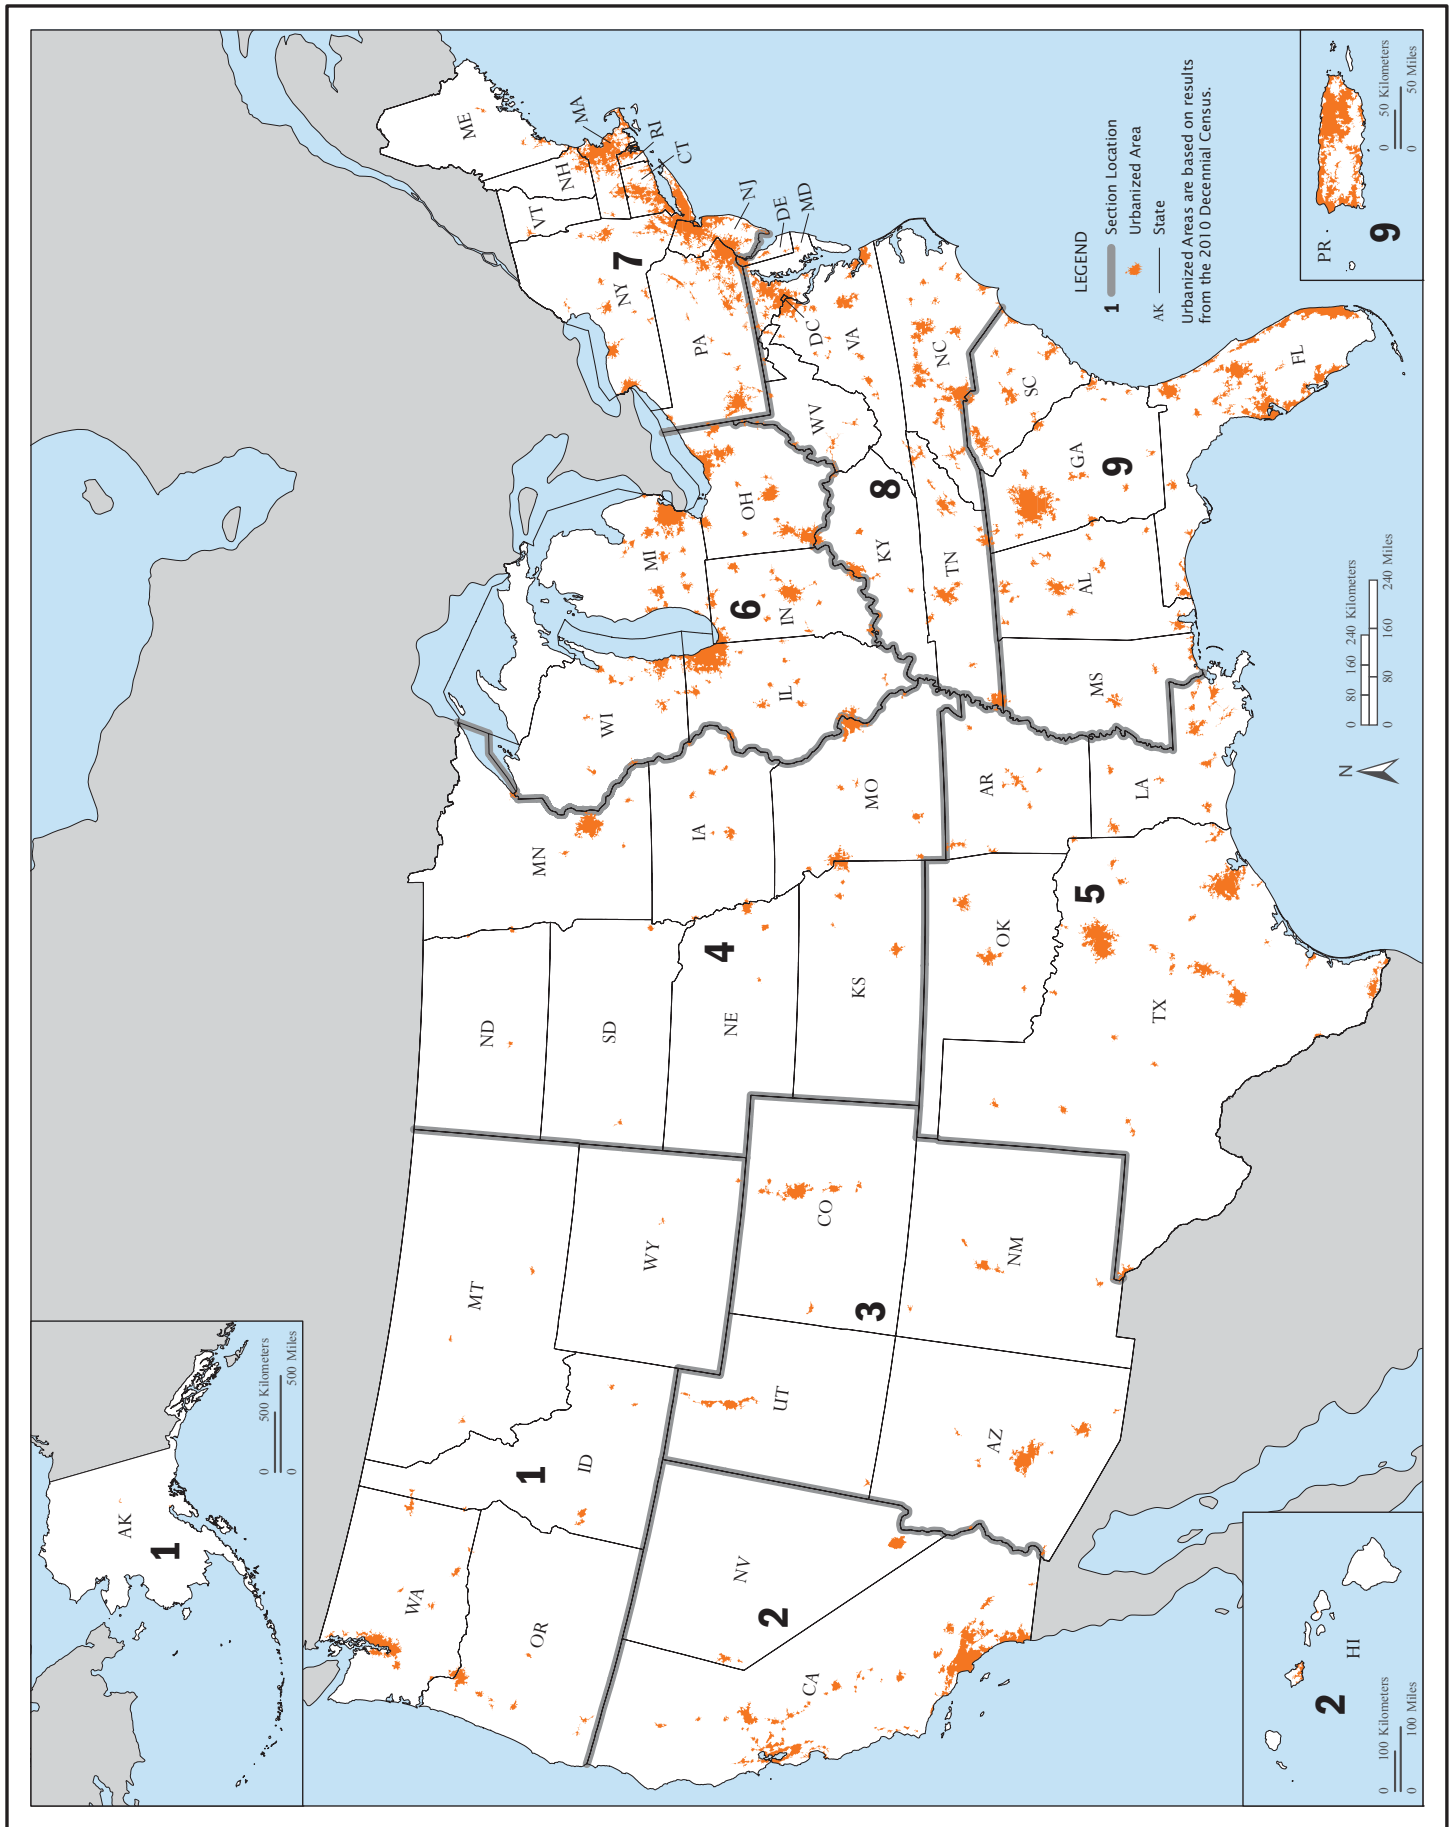 AK
1
0 500 Kilometers
0 500 Miles
WA
OR
ID
1
MT
WY
NV
2
CA
UT
CO
3
AZ
NM
ND
SD
NE
4
KS
MN
IA
MO
OK
TX
5
AR
LA
WI
MI
IL
IN
6
OH
KY
8
TN
WV
VA
DC
NC
MS
AL
GA
9
SC
FL
ME
VT
NH
MA
RI
CT
NY
7
PA
NJ
DE
MD
LEGEND
1 Section Location
Urbanized Area
AK State
Urbanized Areas are based on results
from the 2010 Decennial Census.
N
0 80 160 240 Kilometers
0 80 160 240 Miles
HI
2
0 100 Kilometers
0 100 Miles
PR
9
0 50 Kilometers
0 50 Miles